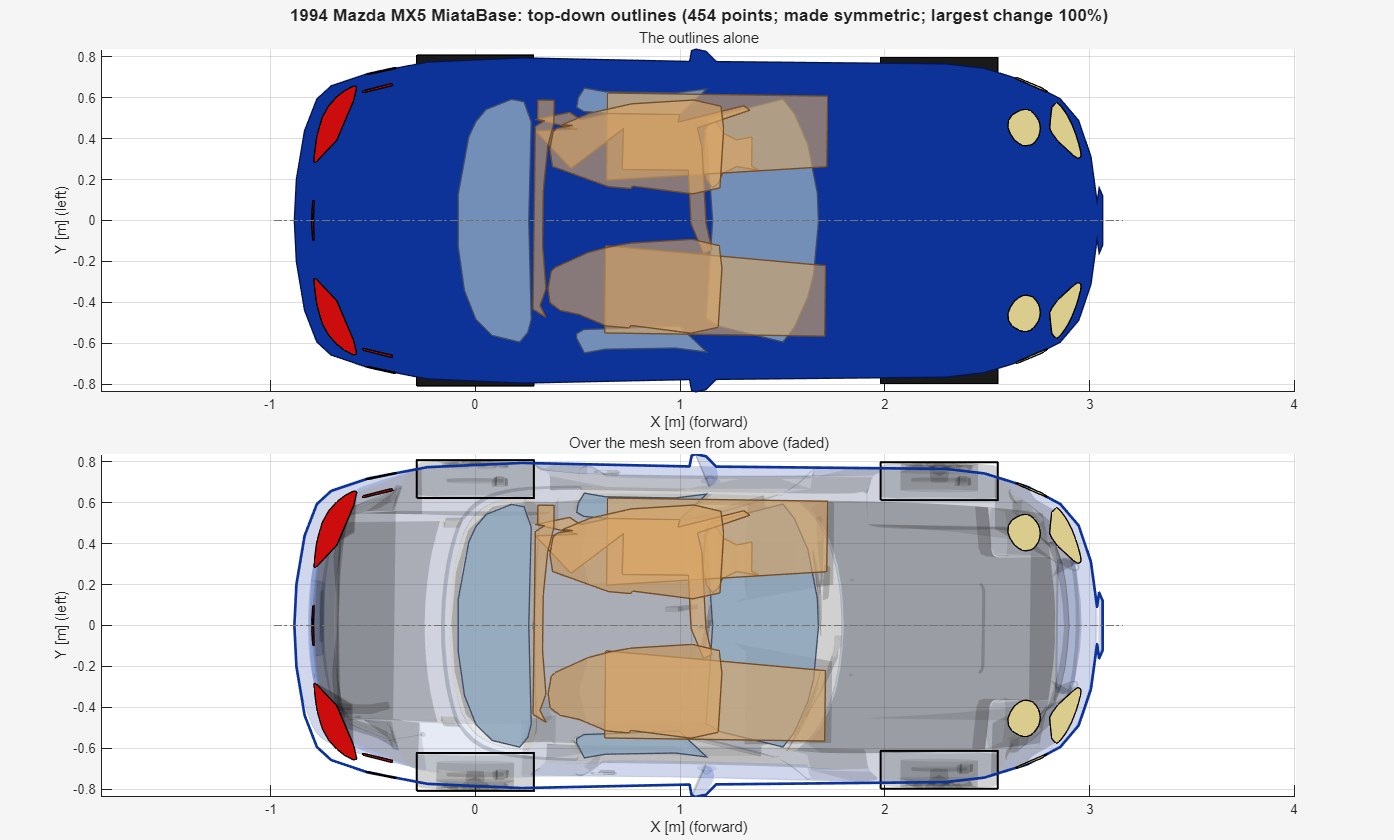 1994 Mazda MX5 MiataBase: top-down outlines (454 points; made symmetric; largest change 100%)
The outlines alone
0.8
0.6
0.4
0.2
0
-0.2
-0.4
-0.6
-0.8
Y [m] (left)
-1 0 1 2 3 4
X [m] (forward)
Over the mesh seen from above (faded)
0.8
0.6
0.4
0.2
0
-0.2
-0.4
-0.6
-0.8
Y [m] (left)
-1 0 1 2 3 4
X [m] (forward)